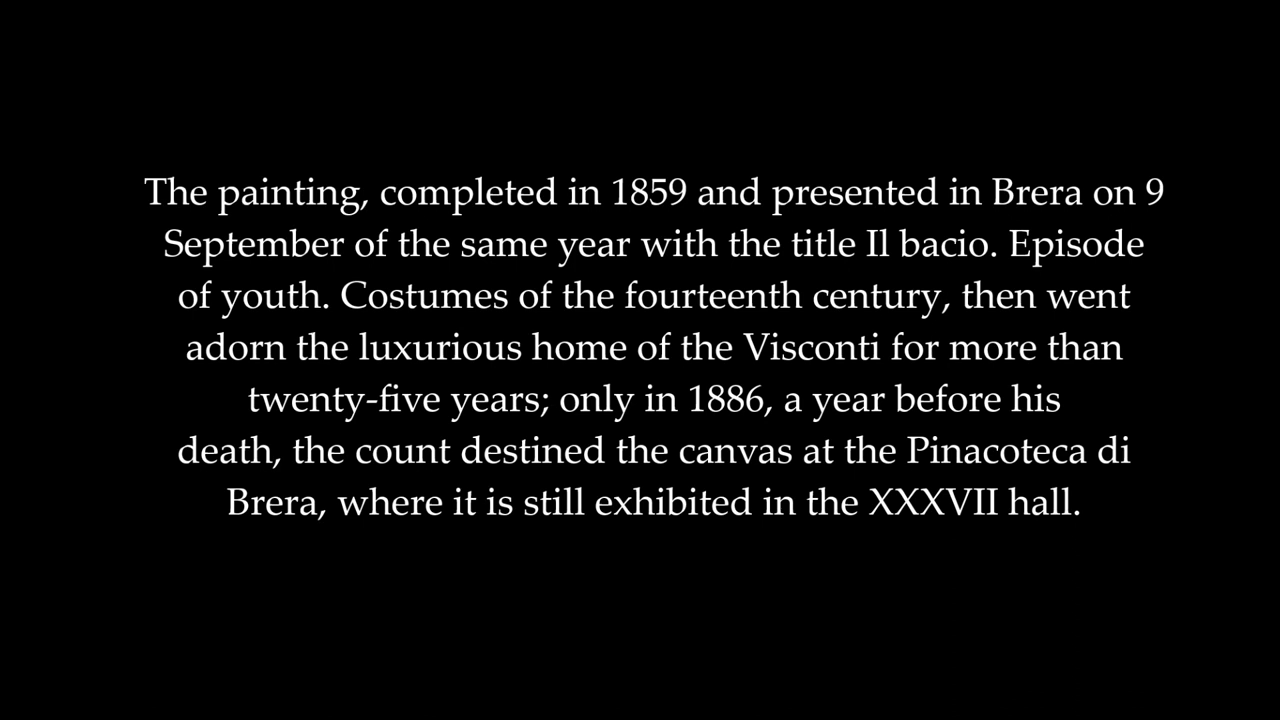 The painting, completed in 1859 and presented in Brera on 9
September of the same year with the title Il bacio. Episode
of youth. Costumes of the fourteenth century, then went
adorn the luxurious home of the Visconti for more than
twenty-five years; only in 1886, a year before his
death, the count destined the canvas at the Pinacoteca di
Brera, where it is still exhibited in the XXXVII hall.